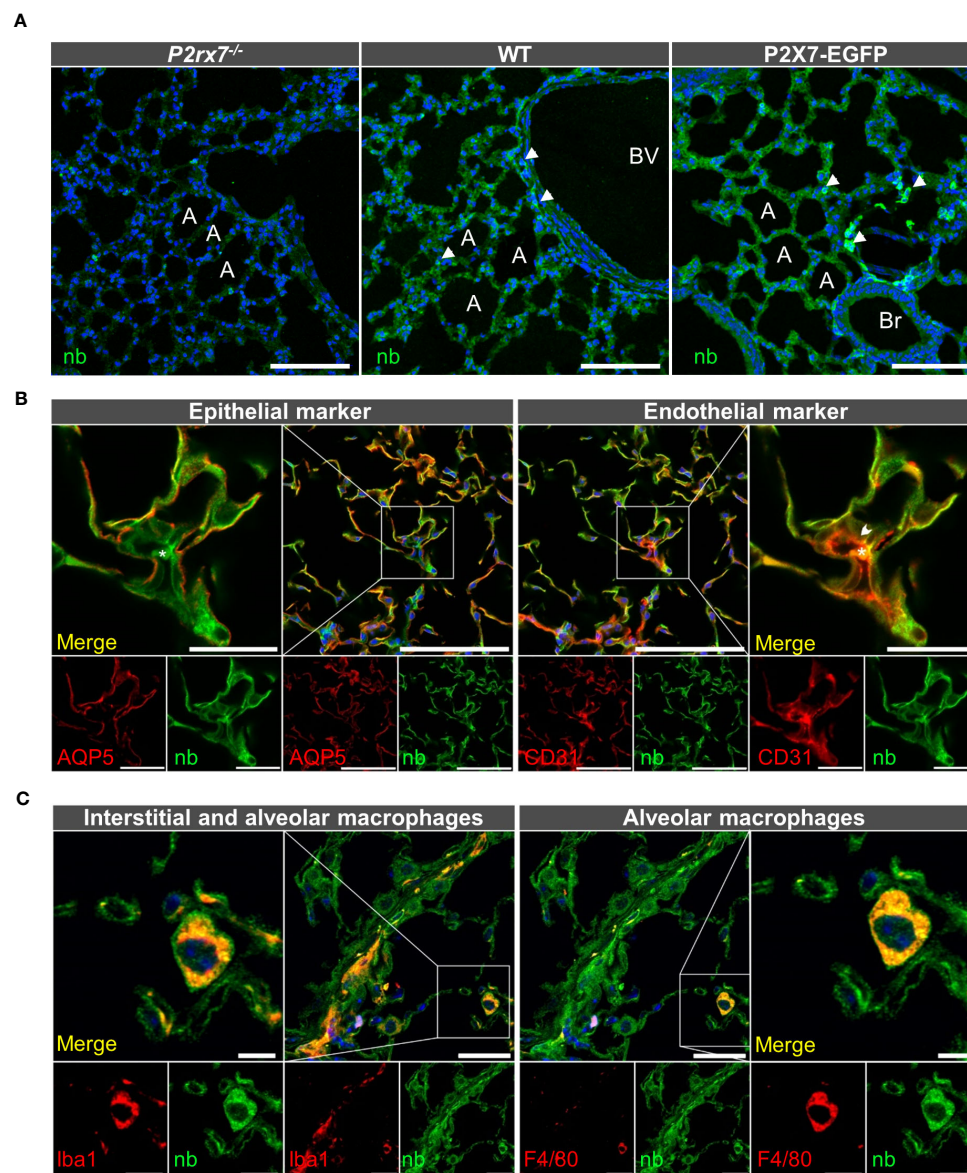 A
P2rx7-/-
WT
P2X7-EGFP
A
A
A
nb
BV
A
A
A
nb
A
A
A
Br
nb
B
Epithelial marker
Endothelial marker
*
Merge
*
Merge
AQP5
nb
AQP5
nb
CD31
nb
CD31
nb
C
Interstitial and alveolar macrophages
Alveolar macrophages
Merge
Merge
Iba1
nb
Iba1
nb
F4/80
nb
F4/80
nb